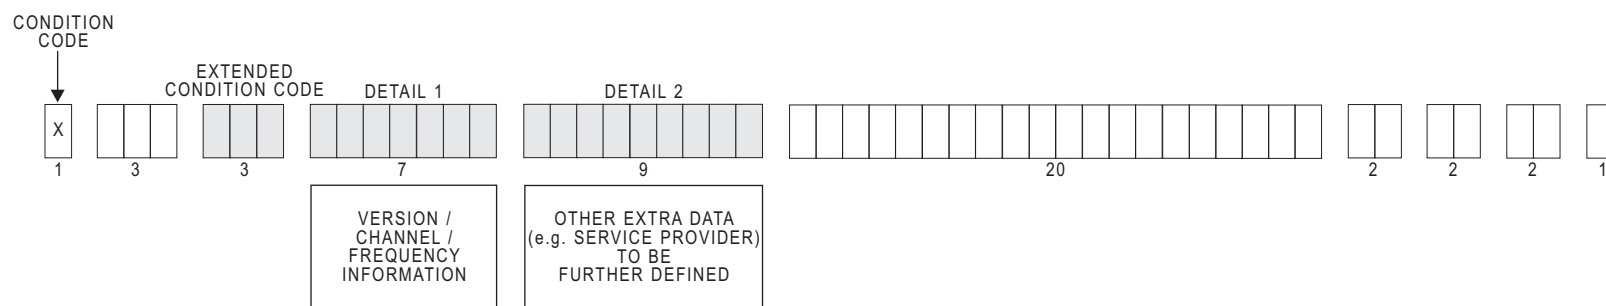 CONDITION
CODE
EXTENDED
CONDITION CODE
DETAIL 1
DETAIL 2
X
1
3
3
7
9
20
2
2
2
1
VERSION /
CHANNEL /
FREQUENCY
INFORMATION
OTHER EXTRA DATA
(e.g. SERVICE PROVIDER)
TO BE
FURTHER DEFINED